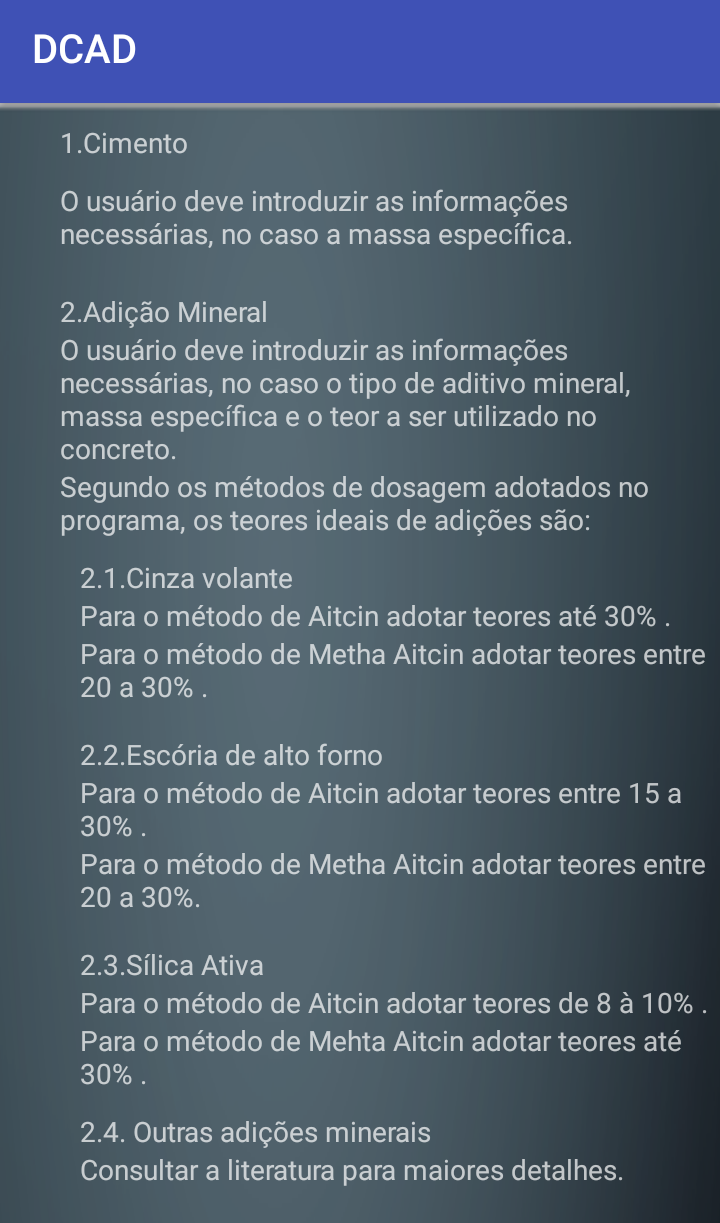 DCAD
1.Cimento
O usuário deve introduzir as informações
necessárias, no caso a massa específica.
2.Adição Mineral
O usuário deve introduzir as informações
necessárias, no caso o tipo de aditivo mineral,
massa específica e o teor a ser utilizado no
concreto.
Segundo os métodos de dosagem adotados no
programa, os teores ideais de adições são:
2.1.Cinza volante
Para o método de Aitcin adotar teores até 30% .
Para o método de Metha Aitcin adotar teores entre
20 a 30% .
2.2.Escória de alto forno
Para o método de Aitcin adotar teores entre 15 a
30% .
Para o método de Metha Aitcin adotar teores entre
20 a 30%.
2.3.Sílica Ativa
Para o método de Aitcin adotar teores de 8 à 10% .
Para o método de Mehta Aitcin adotar teores até
30% .
2.4. Outras adições minerais
Consultar a literatura para maiores detalhes.